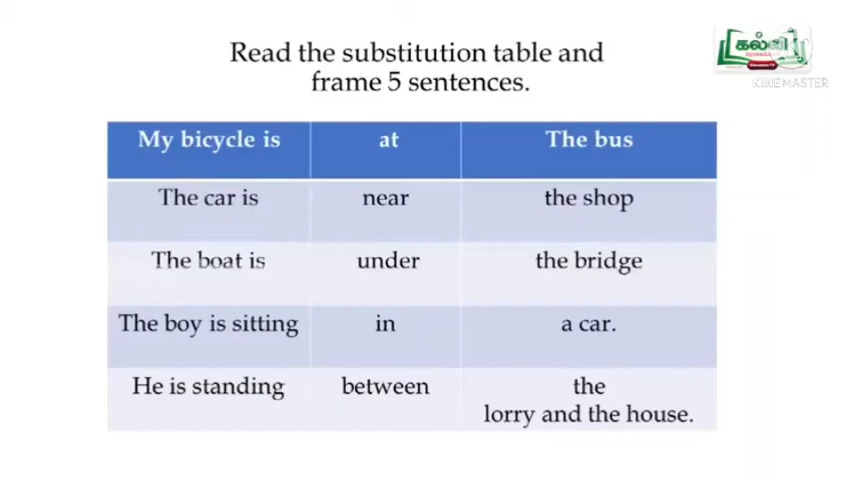 Read the substitution table and
frame 5 sentences.
கல்வி
KINEMASTER
My bicycle is at The bus
The car is near the shop
The boat is under the bridge
The boy is sitting in a car.
He is standing between the
lorry and the house.